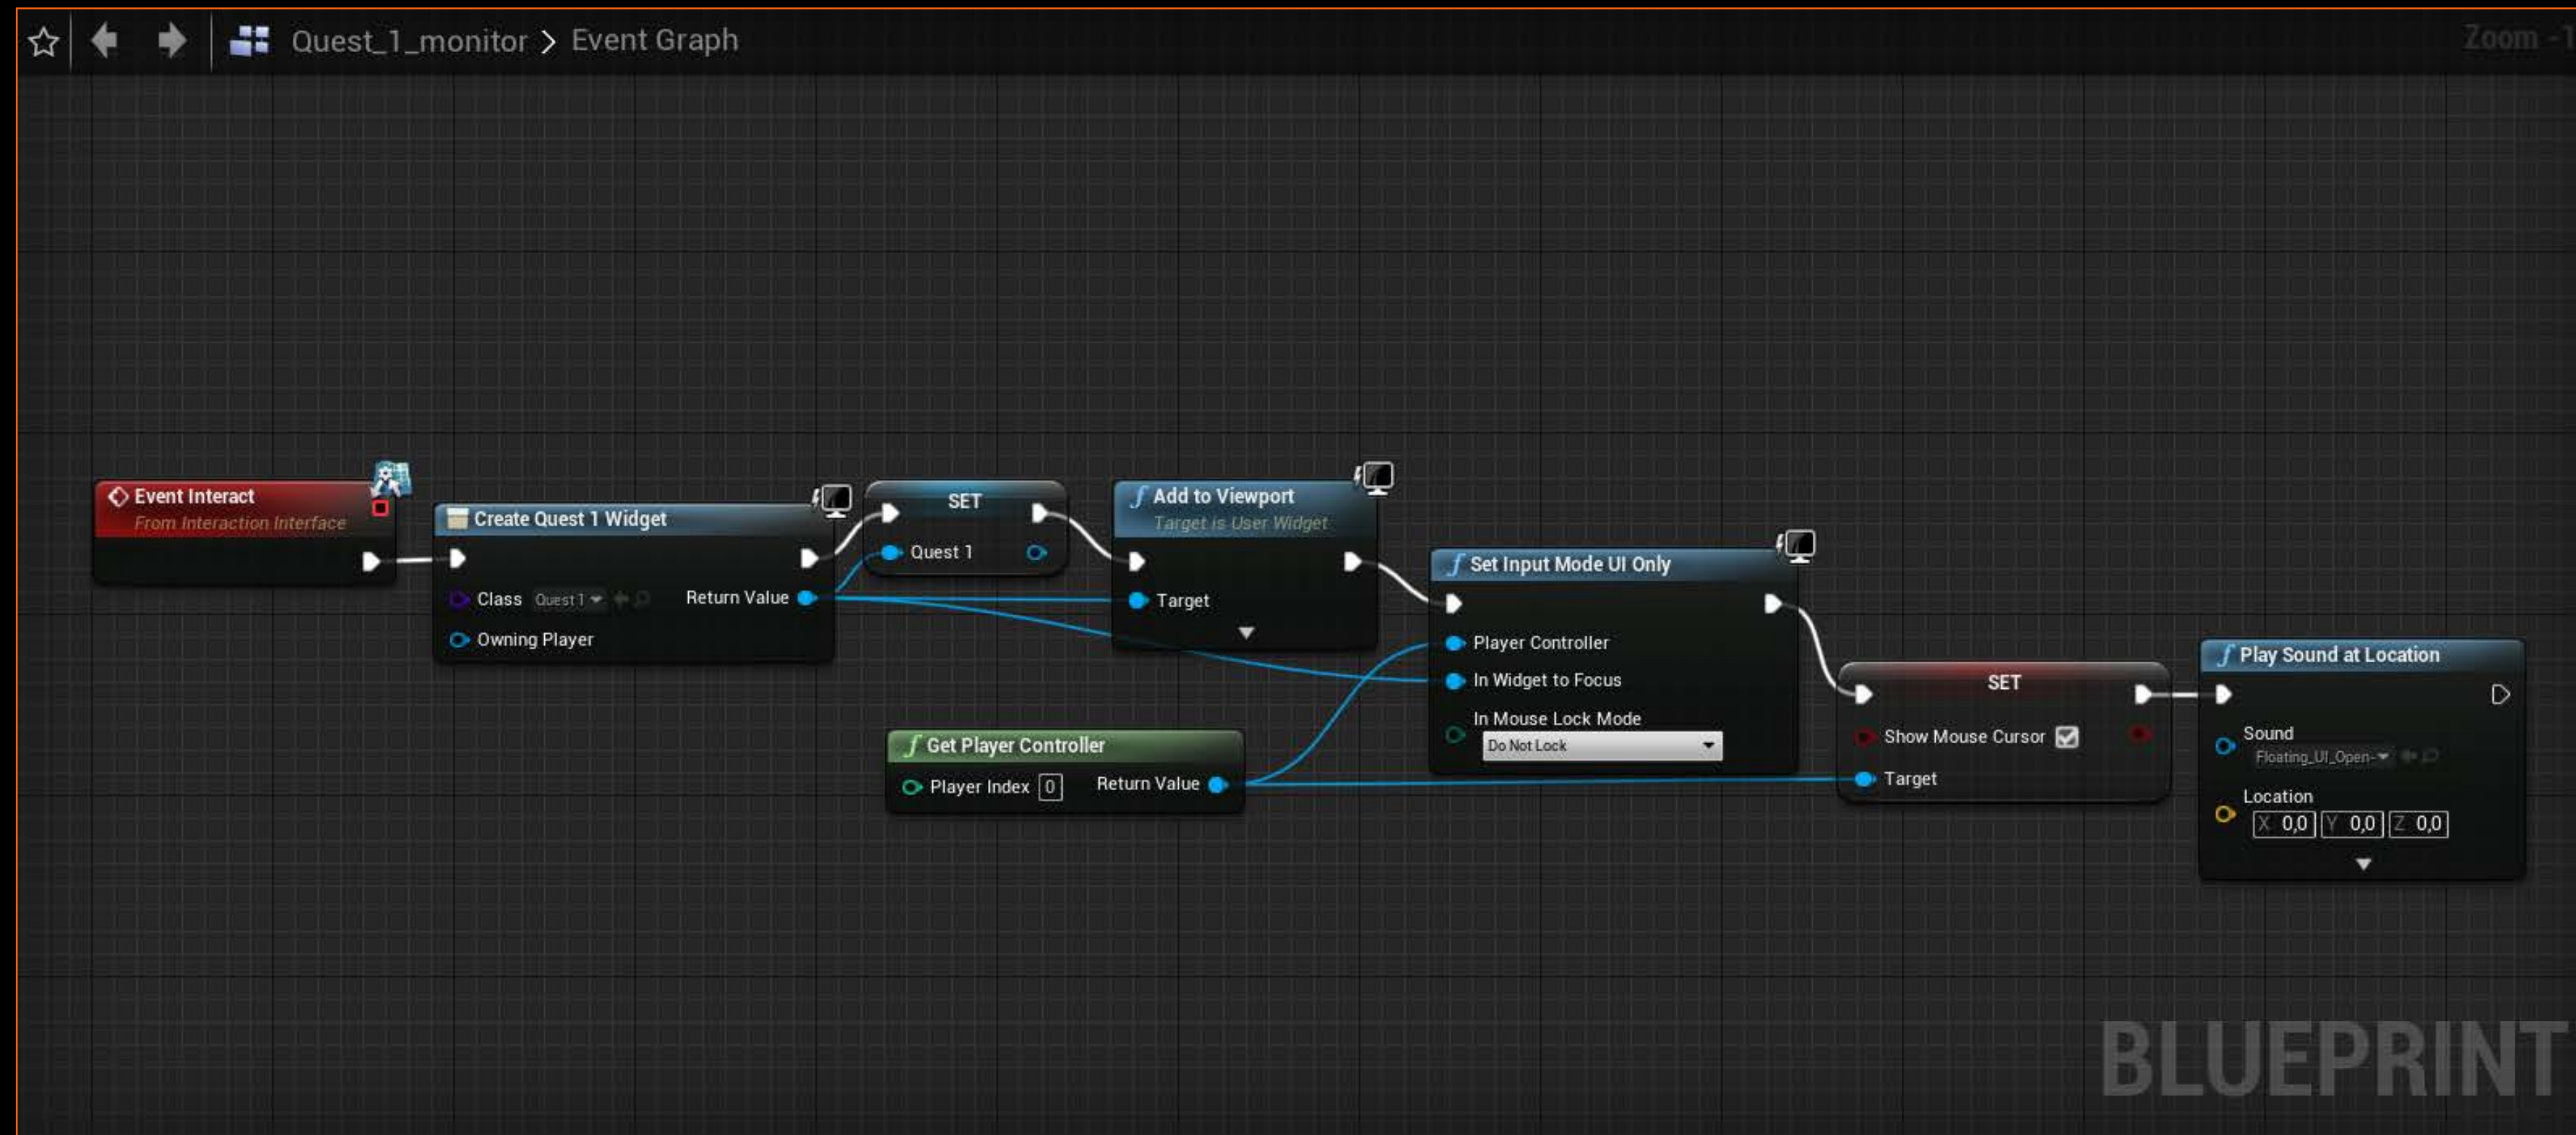 Quest_1_monitor > Event Graph
Zoom -1
Event Interact
From Interaction Interface
Create Quest 1 Widget
Class Quest 1 Return Value
Owning Player
SET
Quest 1
Add to Viewport
Target is User Widget
Target
Set Input Mode UI Only
Player Controller
In Widget to Focus
In Mouse Lock Mode
Do Not Lock
Get Player Controller
Player Index 0 Return Value
SET
Show Mouse Cursor
Target
Play Sound at Location
Sound
Floating_UI_Open-
Location
X 0,0 Y 0,0 Z 0,0
BLUEPRINT